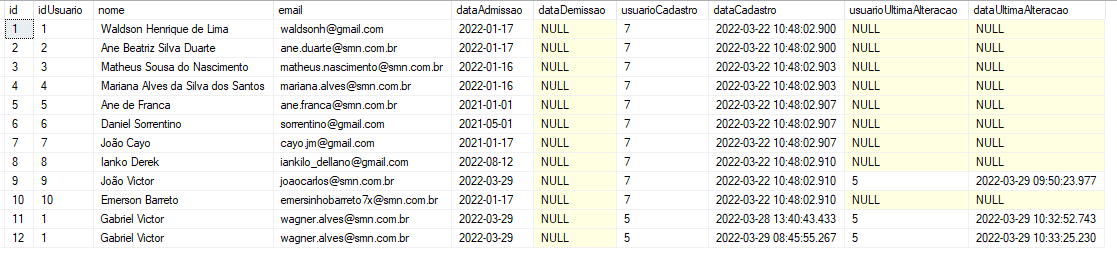 id idUsuario nome email dataAdmissao dataDemissao usuarioCadastro dataCadastro usuarioUltimaAlteracao dataUltimaAlteracao
1 1 Waldson Henrique de Lima waldsonh@gmail.com 2022-01-17 NULL 7 2022-03-22 10:48:02.900 NULL NULL
2 2 Ane Beatriz Silva Duarte ane.duarte@smn.com.br 2022-01-17 NULL 7 2022-03-22 10:48:02.900 NULL NULL
3 3 Matheus Sousa do Nascimento matheus.nascimento@smn.com.br 2022-01-16 NULL 7 2022-03-22 10:48:02.903 NULL NULL
4 4 Mariana Alves da Silva dos Santos mariana.alves@smn.com.br 2022-01-16 NULL 7 2022-03-22 10:48:02.903 NULL NULL
5 5 Ane de Franca ane.franca@smn.com.br 2021-01-01 NULL 7 2022-03-22 10:48:02.907 NULL NULL
6 6 Daniel Sorrentino sorrentino@gmail.com 2021-05-01 NULL 7 2022-03-22 10:48:02.907 NULL NULL
7 7 João Cayo cayo.jm@gmail.com 2021-01-17 NULL 7 2022-03-22 10:48:02.907 NULL NULL
8 8 Ianko Derek iankilo_dellano@gmail.com 2022-08-12 NULL 7 2022-03-22 10:48:02.910 NULL NULL
9 9 João Victor joaocarlos@smn.com.br 2022-03-29 NULL 7 2022-03-22 10:48:02.910 5 2022-03-29 09:50:23.977
10 10 Emerson Barreto emersinhobarreto7x@smn.com.br 2022-01-17 NULL 7 2022-03-22 10:48:02.910 NULL NULL
11 1 Gabriel Victor wagner.alves@smn.com.br 2022-03-29 NULL 5 2022-03-28 13:40:43.433 5 2022-03-29 10:32:52.743
12 1 Gabriel Victor wagner.alves@smn.com.br 2022-03-29 NULL 5 2022-03-29 08:45:55.267 5 2022-03-29 10:33:25.230